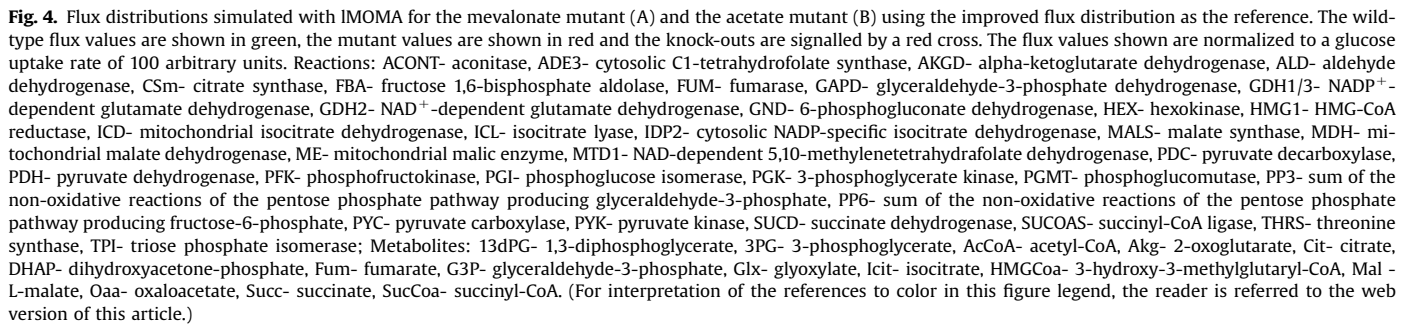 Fig. 4. Flux distributions simulated with lMOMA for the mevalonate mutant (A) and the acetate mutant (B) using the improved flux distribution as the reference. The wild-
type flux values are shown in green, the mutant values are shown in red and the knock-outs are signalled by a red cross. The flux values shown are normalized to a glucose
uptake rate of 100 arbitrary units. Reactions: ACONT- aconitase, ADE3- cytosolic C1-tetrahydrofolate synthase, AKGD- alpha-ketoglutarate dehydrogenase, ALD- aldehyde
dehydrogenase, CSm- citrate synthase, FBA- fructose 1,6-bisphosphate aldolase, FUM- fumarase, GAPD- glyceraldehyde-3-phosphate dehydrogenase, GDH1/3- NADP+-
dependent glutamate dehydrogenase, GDH2- NAD+-dependent glutamate dehydrogenase, GND- 6-phosphogluconate dehydrogenase, HEX- hexokinase, HMG1- HMG-CoA
reductase, ICD- mitochondrial isocitrate dehydrogenase, ICL- isocitrate lyase, IDP2- cytosolic NADP-specific isocitrate dehydrogenase, MALS- malate synthase, MDH- mi-
tochondrial malate dehydrogenase, ME- mitochondrial malic enzyme, MTD1- NAD-dependent 5,10-methylenetetrahydrafolate dehydrogenase, PDC- pyruvate decarboxylase,
PDH- pyruvate dehydrogenase, PFK- phosphofructokinase, PGI- phosphoglucose isomerase, PGK- 3-phosphoglycerate kinase, PGMT- phosphoglucomutase, PP3- sum of the
non-oxidative reactions of the pentose phosphate pathway producing glyceraldehyde-3-phosphate, PP6- sum of the non-oxidative reactions of the pentose phosphate
pathway producing fructose-6-phosphate, PYC- pyruvate carboxylase, PYK- pyruvate kinase, SUCD- succinate dehydrogenase, SUCOAS- succinyl-CoA ligase, THRS- threonine
synthase, TPI- triose phosphate isomerase; Metabolites: 13dPG- 1,3-diphosphoglycerate, 3PG- 3-phosphoglycerate, AcCoA- acetyl-CoA, Akg- 2-oxoglutarate, Cit- citrate,
DHAP- dihydroxyacetone-phosphate, Fum- fumarate, G3P- glyceraldehyde-3-phosphate, Glx- glyoxylate, Icit- isocitrate, HMGCoa- 3-hydroxy-3-methylglutaryl-CoA, Mal -
L-malate, Oaa- oxaloacetate, Succ- succinate, SucCoa- succinyl-CoA. (For interpretation of the references to color in this figure legend, the reader is referred to the web
version of this article.)